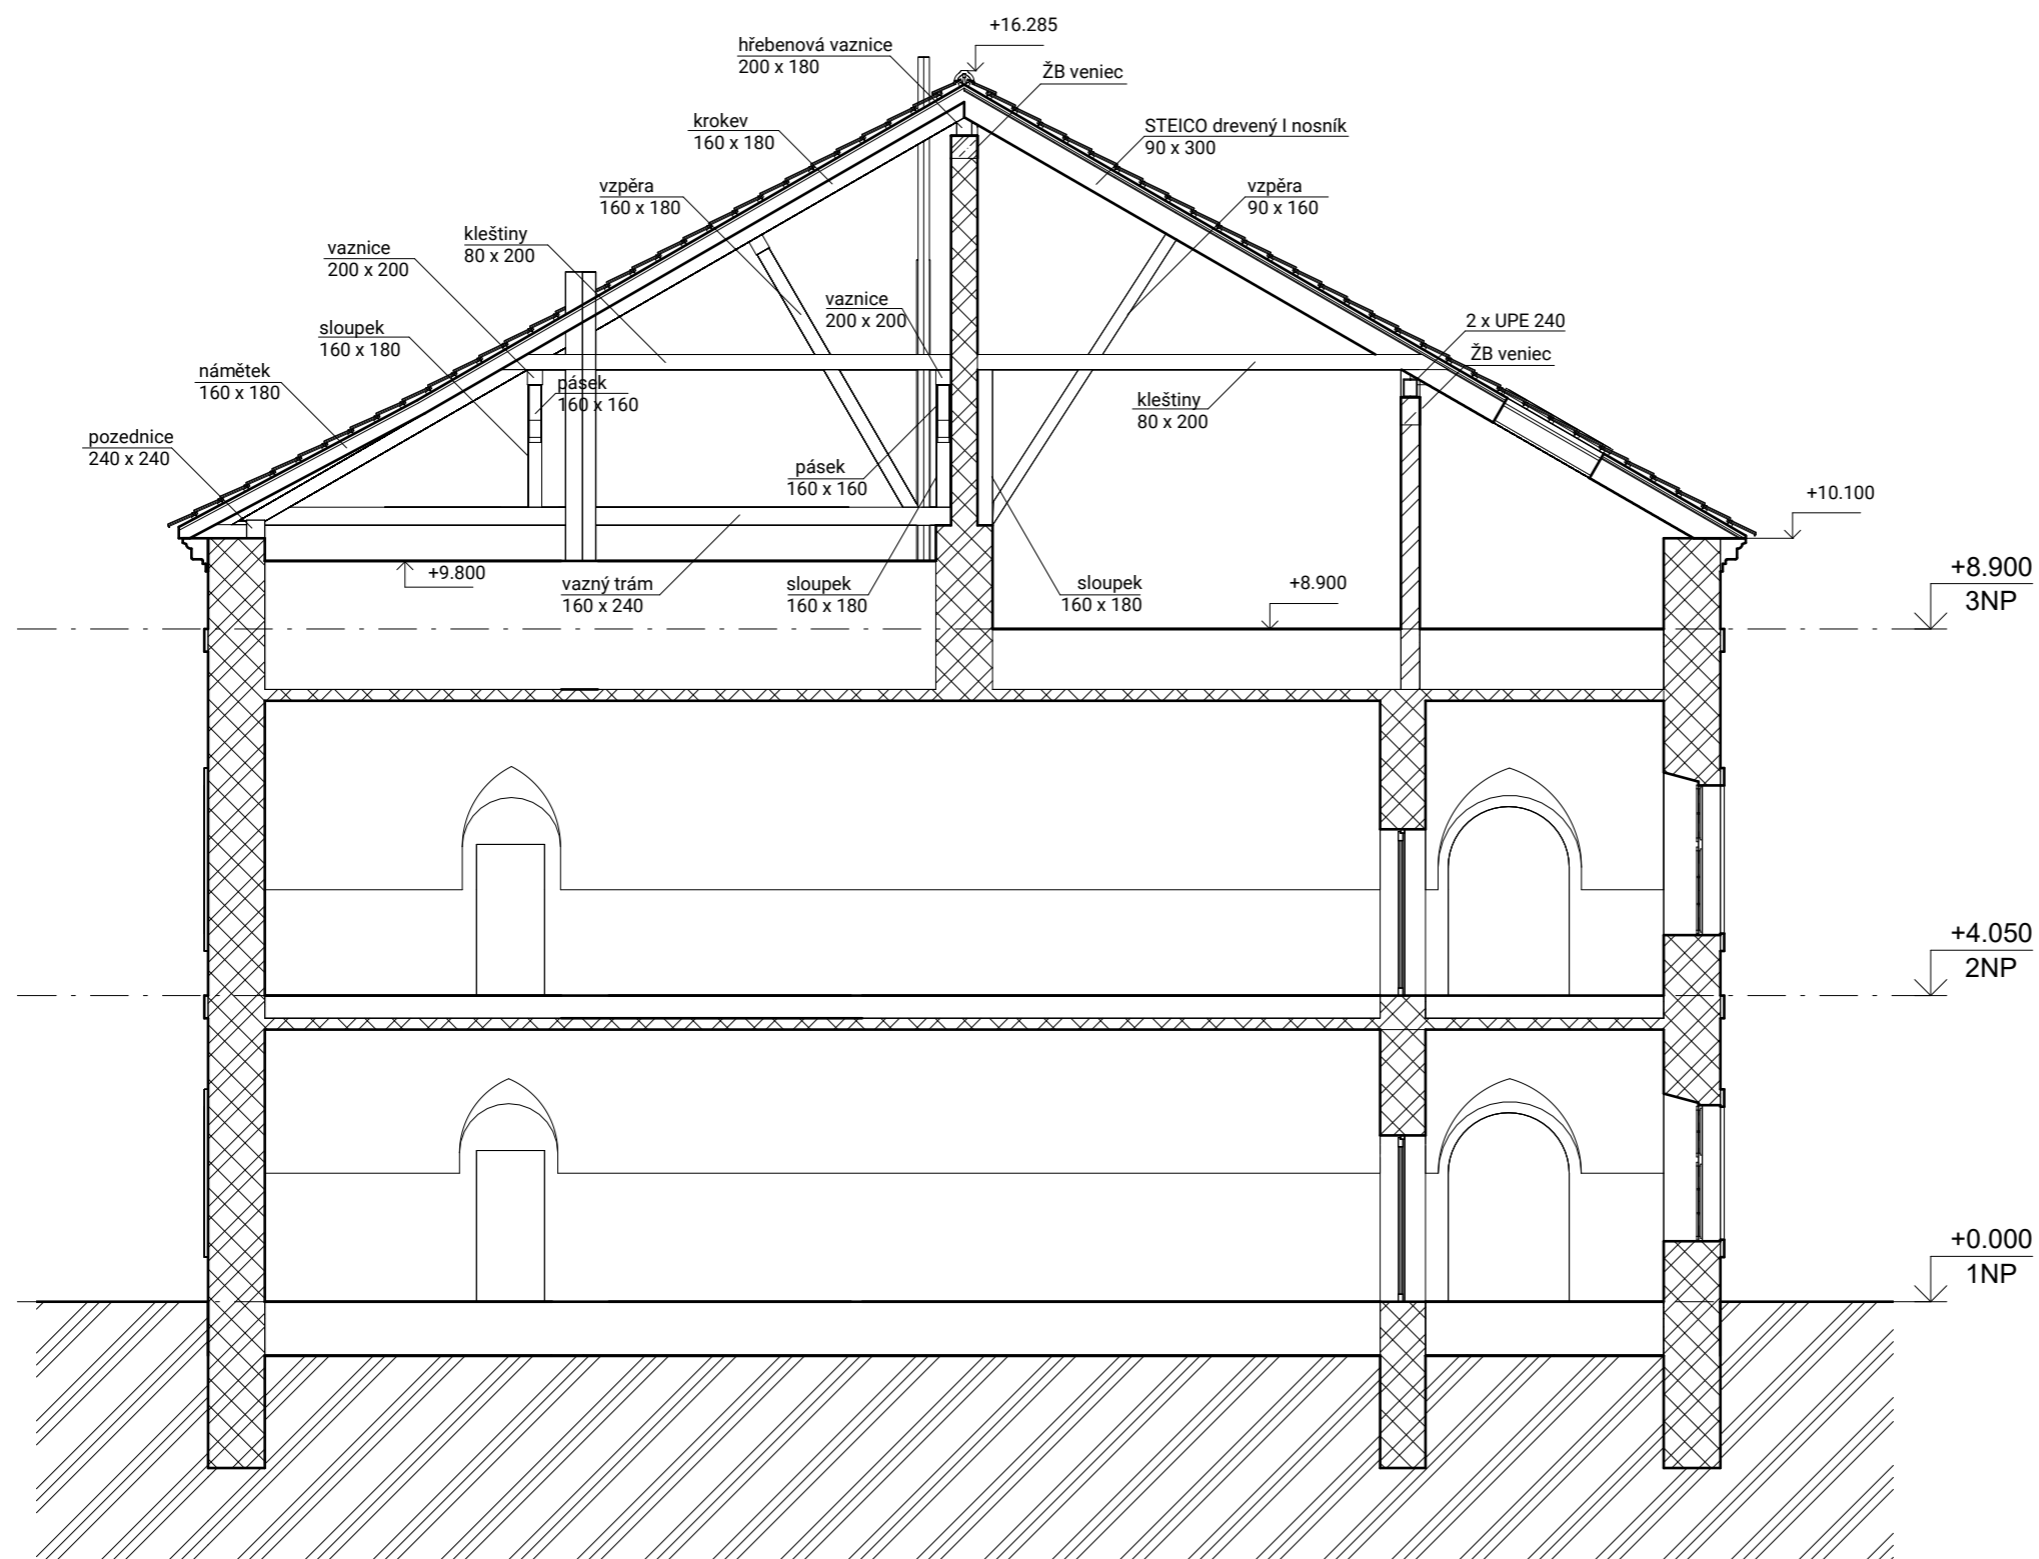 +16.285
hřebenová vaznice
200 x 180
ŽB veniec
krokev
160 x 180
STEICO drevený I nosník
90 x 300
vzpěra
160 x 180
vzpěra
90 x 160
kleštiny
80 x 200
vaznice
200 x 200
vaznice
200 x 200
sloupek
160 x 180
2 x UPE 240
ŽB veniec
námětek
160 x 180
pásek
160 x 160
kleštiny
80 x 200
pozednice
240 x 240
pásek
160 x 160
+10.100
+9.800
vazný trám
160 x 240
sloupek
160 x 180
sloupek
160 x 180
+8.900
+8.900
3NP
+4.050
2NP
+0.000
1NP